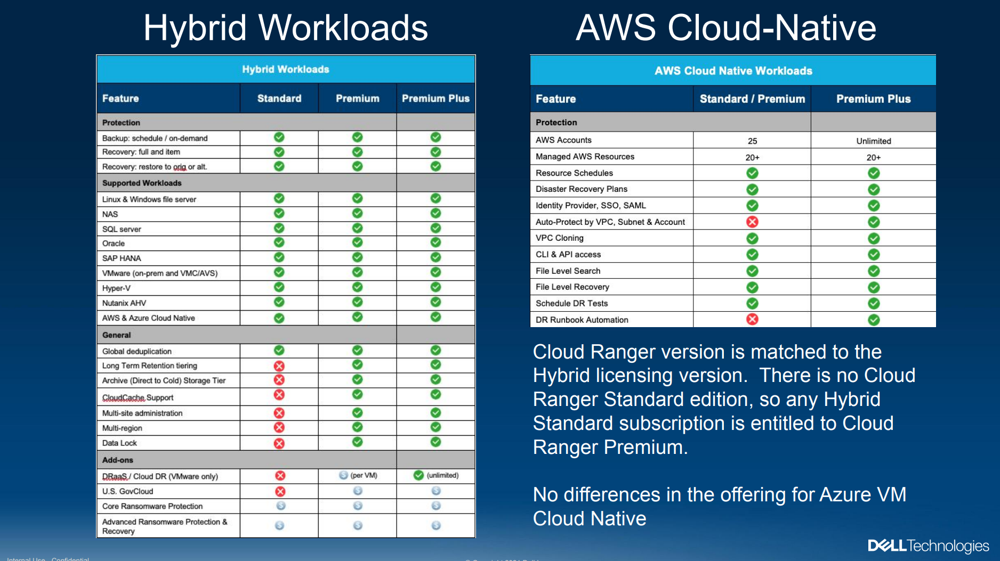 Hybrid Workloads
AWS Cloud-Native
Hybrid Workloads
Feature Standard Premium Premium Plus
Protection
Backup: schedule / on-demand
Recovery: full and item
Recovery: restore to orig or alt.
Supported Workloads
Linux & Windows file server
NAS
SQL server
Oracle
SAP HANA
VMware (on-prem and VMC/AVS)
Hyper-V
Nutanix AHV
AWS & Azure Cloud Native
General
Global deduplication
Long Term Retention tiering
Archive (Direct to Cold) Storage Tier
CloudCache Support
Multi-site administration
Multi-region
Data Lock
Add-ons
DRaaS / Cloud DR (VMware only) $ (per VM) (unlimited)
U.S. GovCloud $ $
Core Ransomware Protection $ $ $
Advanced Ransomware Protection &
Recovery $ $ $
AWS Cloud Native Workloads
Feature Standard / Premium Premium Plus
Protection
AWS Accounts 25 Unlimited
Managed AWS Resources 20+ 20+
Resource Schedules
Disaster Recovery Plans
Identity Provider, SSO, SAML
Auto-Protect by VPC, Subnet & Account
VPC Cloning
CLI & API access
File Level Search
File Level Recovery
Schedule DR Tests
DR Runbook Automation
Cloud Ranger version is matched to the
Hybrid licensing version. There is no Cloud
Ranger Standard edition, so any Hybrid
Standard subscription is entitled to Cloud
Ranger Premium.
No differences in the offering for Azure VM
Cloud Native
DELLTechnologies
Internal Use - Confidential